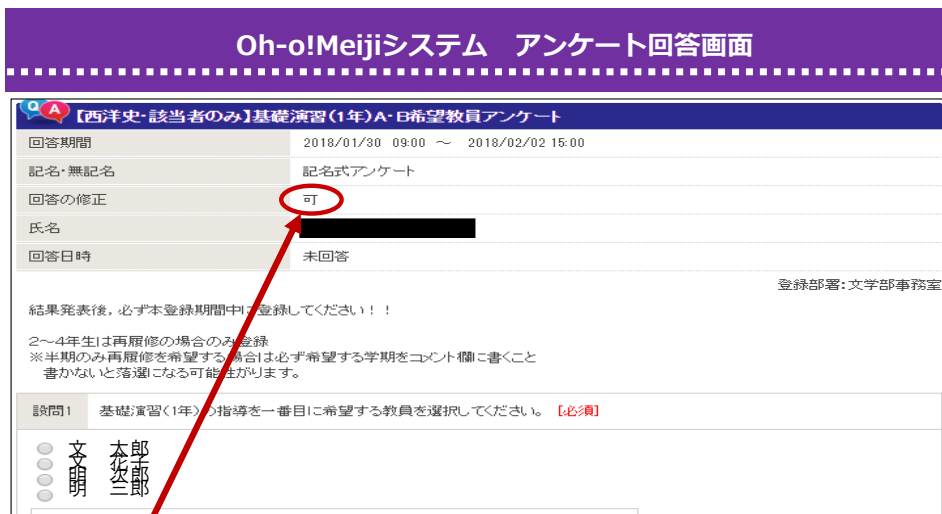 Oh-o!Meijiシステム　アンケート回答画面
Q A 【西洋史・該当者のみ】基礎演習(1年)A・B希望教員アンケート
回答期間 2018/01/30 09:00 ～ 2018/02/02 15:00
記名・無記名 記名式アンケート
回答の修正 可
氏名
回答日時 未回答
登録部署:文学部事務室
結果発表後，必ず本登録期間中に登録してください！！
2～4年生は再履修の場合のみ登録
※半期のみ再履修を希望する場合は必ず希望する学期をコメント欄に書くこと
書かないと落選になる可能性がります。
設問1 基礎演習(1年)の指導を一番目に希望する教員を選択してください。 [必須]
文　太郎
文　花子
明　次郎
明　三郎